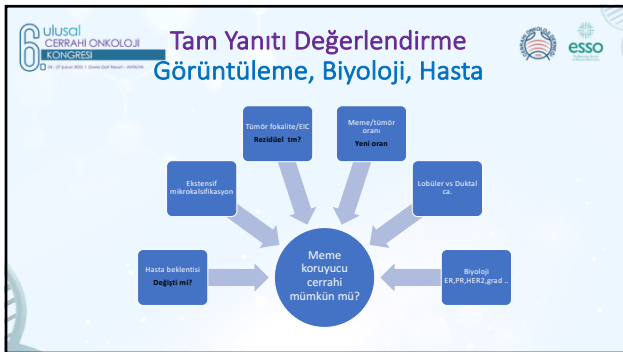 6 ulusal
CERRAHİ ONKOLOJİ
KONGRESİ
Tam Yanıtı Değerlendirme
Görüntüleme, Biyoloji, Hasta
esso
Tümör fokalite/EIC
Rezidüel tm?
Meme/tümör
oranı
Yeni oran
Ekstensif
mikrokalsifikasyon
Lobüler vs Duktal
ca.
Hasta beklentisi
Değişti mi?
Meme
koruyucu
cerrahi
mümkün mü?
Biyoloji
ER,PR,HER2,grad ..